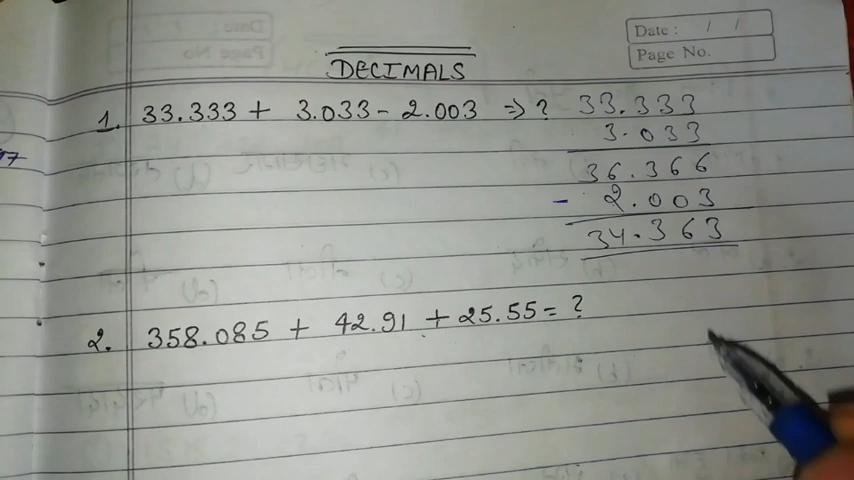 Date : / /
Page No.
DECIMALS
1. 33.333 + 3.033 - 2.003 => ?
33.333
3.033
36.366
- 2.003
34.363
2. 358.085 + 42.91 + 25.55 = ?